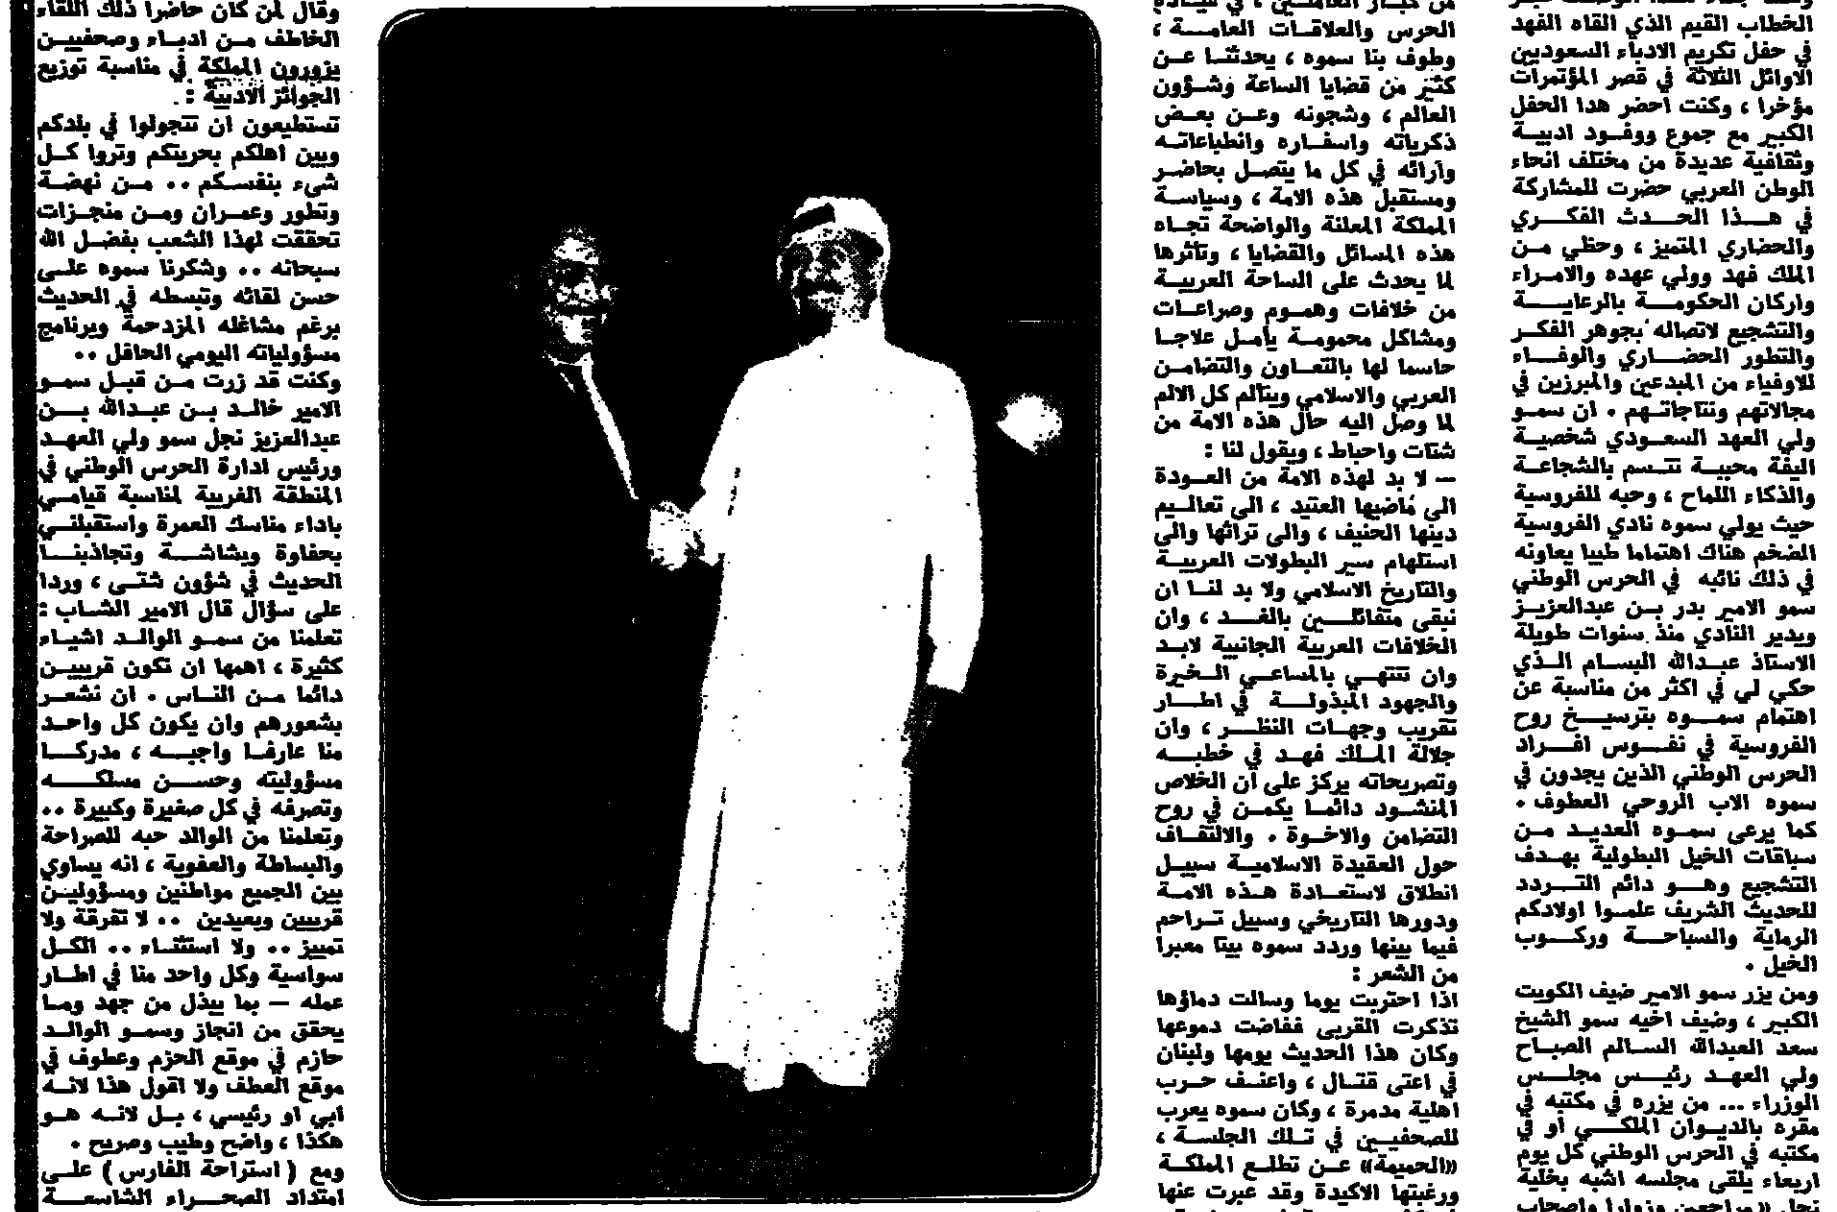 الخطاب القيم الذي القاه الفهد
في حفل تكريم الادباء السعوديين
الاوائل الثلاثة في قصر المؤتمرات
مؤخرا ، وكنت احضر هذا الحفل
الكبير مع جموع ووفود ادبية
وثقافية عديدة من مختلف انحاء
الوطن العربي حضرت للمشاركة
في هذا الحدث الفكري
والحضاري المتميز ، وحظي من
الملك فهد وولي عهده والامراء
واركان الحكومة بالرعاية
والتشجيع لاتصاله بجوهر الفكر
والتطور الحضاري والوفاء
للاوفياء من المبدعين والمبرزين في
مجالاتهم ونتاجاتهم . ان سمو
ولي العهد السعودي شخصية
اليفة محببة تتسم بالشجاعة
والذكاء اللماح ، وحبه للفروسية
حيث يولي سموه نادي الفروسية
الضخم هناك اهتماما طيبا يعاونه
في ذلك نائبه في الحرس الوطني
سمو الامير بدر بن عبدالعزيز
ويدير النادي منذ سنوات طويلة
الاستاذ عبدالله البسام الذي
حكي لي في اكثر من مناسبة عن
اهتمام سموه بترسيخ روح
الفروسية في نفوس افراد
الحرس الوطني الذين يجدون في
سموه الاب الروحي العطوف .
كما يرعى سموه العديد من
سباقات الخيل البطولية بهدف
التشجيع وهو دائم التردد
للحديث الشريف علموا اولادكم
الرماية والسباحة وركوب
الخيل .
ومن يزر سمو الامير ضيف الكويت
الكبير ، وضيف اخيه سمو الشيخ
سعد العبدالله السالم الصباح
ولي العهد رئيس مجلس
الوزراء ... من يزره في مكتبه في
مقره بالديوان الملكي او في
مكتبه في الحرس الوطني كل يوم
اربعاء يلقى مجلسه اشبه بخلية
نحل « مراجعين وزوارا واصحاب
من كبار العاملين ، في قيادة
الحرس والعلاقات العامة ،
وطوف بنا سموه ، يحدثنا عن
كثير من قضايا الساعة وشؤون
العالم ، وشجونه وعن بعض
ذكرياته واسفاره وانطباعاته
وآرائه في كل ما يتصل بحاضر
ومستقبل هذه الامة ، وسياسة
المملكة المعلنة والواضحة تجاه
هذه المسائل والقضايا ، وتأثرها
لما يحدث على الساحة العربية
من خلافات وهموم وصراعات
ومشاكل محمومة يأمل علاجا
حاسما لها بالتعاون والتضامن
العربي والاسلامي ويتألم كل الالم
لما وصل اليه حال هذه الامة من
شتات واحباط ، ويقول لنا :
— لا بد لهذه الامة من العودة
الى ماضيها العتيد ، الى تعاليم
دينها الحنيف ، والى تراثها والى
استلهام سير البطولات العربية
والتاريخ الاسلامي ولا بد لنا ان
نبقى متفائلين بالغد ، وان
الخلافات العربية الجانبية لابد
وان تنتهي بالمساعي الخيرة
والجهود المبذولة في اطار
تقريب وجهات النظر ، وان
جلالة الملك فهد في خطبه
وتصريحاته يركز على ان الخلاص
المنشود دائما يكمن في روح
التضامن والاخوة . والالتفاف
حول العقيدة الاسلامية سبيل
انطلاق لاستعادة هذه الامة
ودورها التاريخي وسبيل تراحم
فيما بينها وردد سموه بيتا معبرا
من الشعر :
اذا احتربت يوما وسالت دماؤها
تذكرت القربى ففاضت دموعها
وكان هذا الحديث يومها ولبنان
في اعتى قتال ، واعنف حرب
اهلية مدمرة ، وكان سموه يعرب
للصحفيين في تلك الجلسة ،
«الحميمة» عن تطلع المملكة
ورغبتها الاكيدة وقد عبرت عنها
وقال لمن كان حاضرا ذلك اللقاء
الخاطف من ادباء وصحفيين
يزورون المملكة في مناسبة توزيع
الجوائز الادبية :
تستطيعون ان تتجولوا في بلدكم
وبين اهلكم بحريتكم وتروا كل
شيء بنفسكم .. من نهضة
وتطور وعمران ومن منجزات
تحققت لهذا الشعب بفضل الله
سبحانه .. وشكرنا سموه على
حسن لقائه وتبسطه في الحديث
برغم مشاغله المزدحمة وبرنامج
مسؤولياته اليومي الحافل ..
وكنت قد زرت من قبل سمو
الامير خالد بن عبدالله بن
عبدالعزيز نجل سمو ولي العهد
ورئيس ادارة الحرس الوطني في
المنطقة الغربية لمناسبة قيامي
باداء مناسك العمرة واستقبلني
بحفاوة وبشاشة وتجاذبنا
الحديث في شؤون شتى ، وردا
على سؤال قال الامير الشاب :
تعلمنا من سمو الوالد اشياء
كثيرة ، اهمها ان نكون قريبين
دائما من الناس . ان نشعر
بشعورهم وان يكون كل واحد
منا عارفا واجبه ، مدركا
مسؤوليته وحسن مسلكه
وتصرفه في كل صغيرة وكبيرة ..
وتعلمنا من الوالد حبه للصراحة
والبساطة والعفوية ، انه يساوي
بين الجميع مواطنين ومسؤولين
قريبين وبعيدين .. لا تفرقة ولا
تمييز .. ولا استثناء .. الكل
سواسية وكل واحد منا في اطار
عمله — بما يبذل من جهد وما
يحقق من انجاز وسمو الوالد
حازم في موقع الحزم وعطوف في
موقع العطف ولا اقول هذا لانه
ابي او رئيسي ، بل لانه هو
هكذا ، واضح وطيب وصريح .
ومع ( استراحة الفارس ) على
امتداد الصحراء الشاسعة